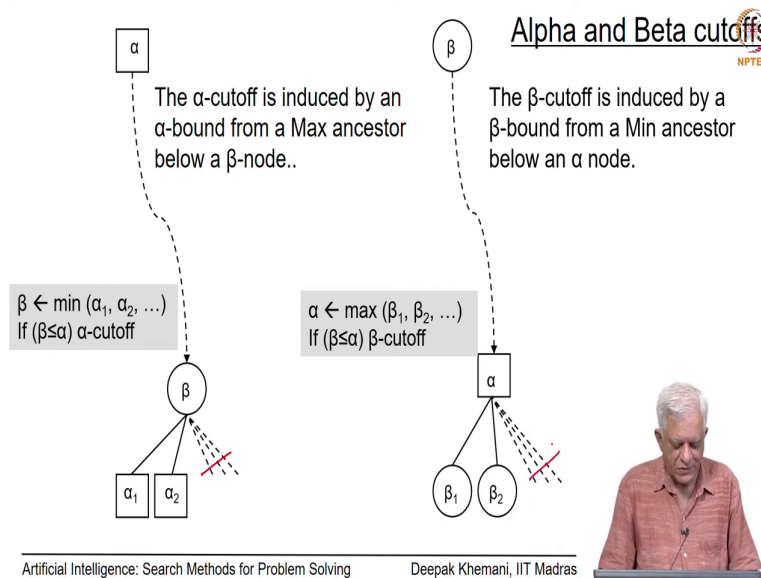 Alpha and Beta cutoffs
NPTEL
α
β
The α-cutoff is induced by an
α-bound from a Max ancestor
below a β-node..
The β-cutoff is induced by a
β-bound from a Min ancestor
below an α node.
β ← min (α₁, α₂, …)
If (β≤α) α-cutoff
α ← max (β₁, β₂, …)
If (β≤α) β-cutoff
β
α
α₁ α₂
β₁ β₂
Artificial Intelligence: Search Methods for Problem Solving Deepak Khemani, IIT Madras